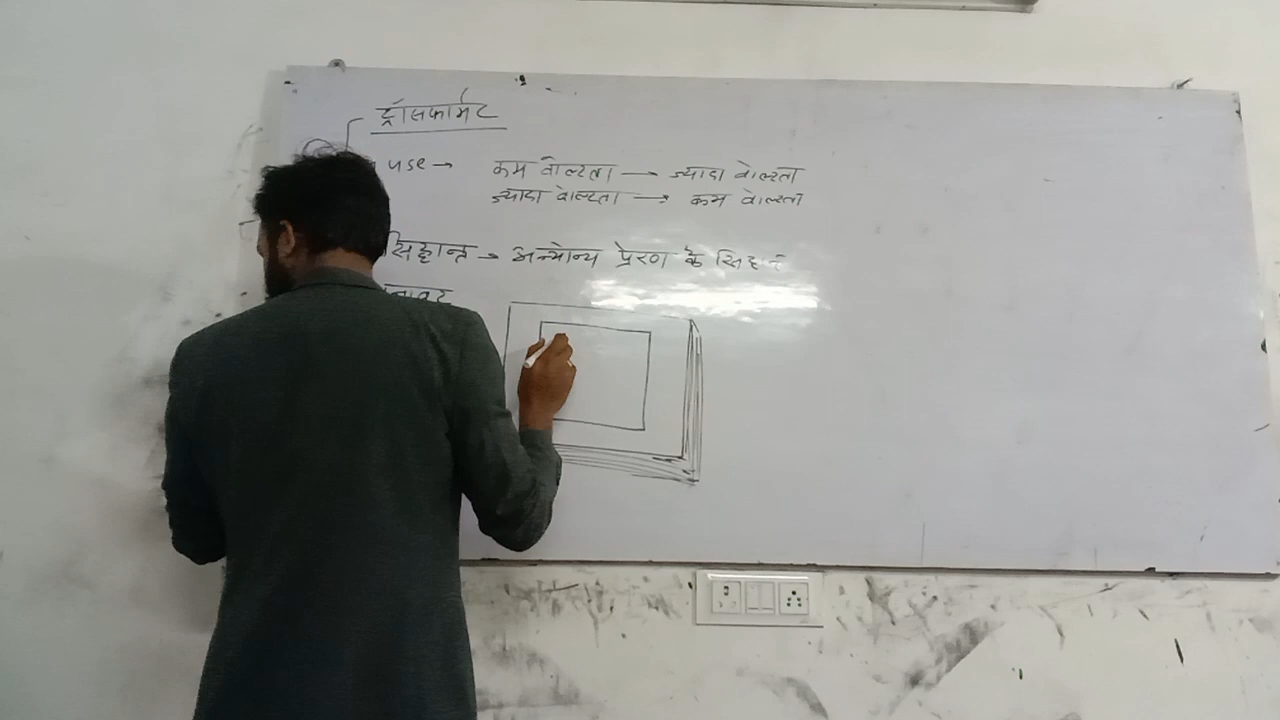 ट्राँसफार्मर
use → कम वोल्टता → ज्यादा वोल्टता
ज्यादा वोल्टता → कम वोल्टता
सिद्धान्त → अन्योन्य प्रेरण के सिद्धान्त